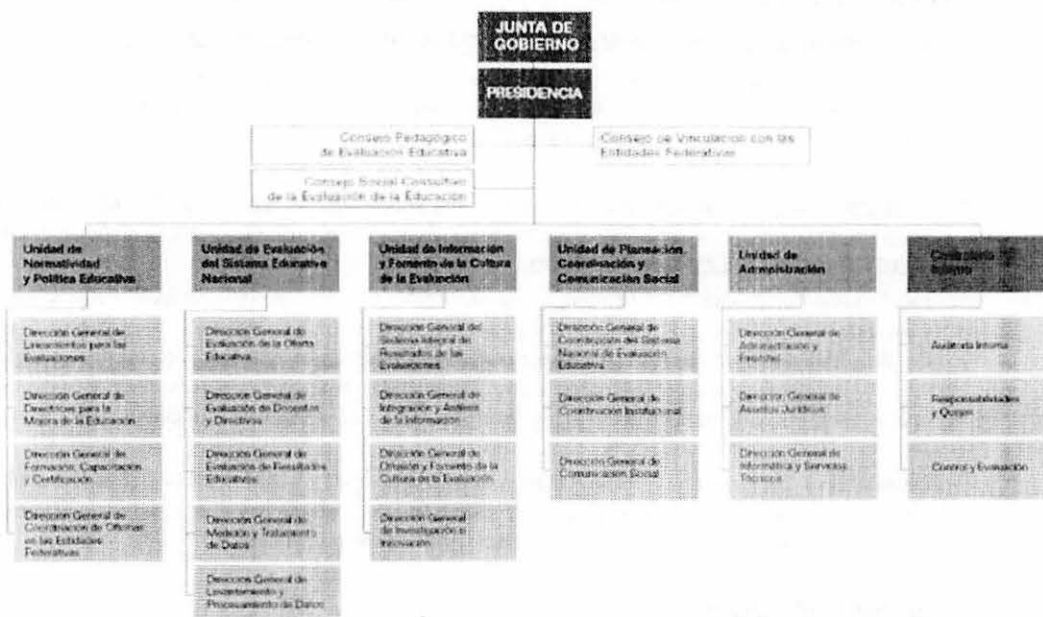 JUNTA DE
GOBIERNO
PRESIDENCIA
Consejo Pedagógico
de Evaluación Educativa
Consejo de Vinculación con las
Entidades Federativas
Consejo Social Consultivo
de la Evaluación de la Educación
Unidad de
Normatividad
y Política Educativa
Dirección General de
Lineamientos para las
Evaluaciones
Dirección General de
Directrices para la
Mejora de la Educación
Dirección General de
Formación, Capacitación
y Certificación
Dirección General de
Coordinación de Oficinas
en las Entidades
Federativas
Unidad de Evaluación
del Sistema Educativo
Nacional
Dirección General de
Evaluación de la Oferta
Educativa
Dirección General de
Evaluación de Docentes
y Directivos
Dirección General de
Evaluación de Resultados
Educativos
Dirección General de
Medición y Tratamiento
de Datos
Dirección General de
Levantamiento y
Procesamiento de Datos
Unidad de Información
y Fomento de la Cultura
de la Evaluación
Dirección General del
Sistema Integral de
Resultados de las
Evaluaciones
Dirección General de
Integración y Análisis
de la Información
Dirección General de
Difusión y Fomento de la
Cultura de la Evaluación
Dirección General
de Investigación e
Innovación
Unidad de Planeación,
Coordinación y
Comunicación Social
Dirección General de
Coordinación del Sistema
Nacional de Evaluación
Educativa
Dirección General de
Coordinación Institucional
Dirección General de
Comunicación Social
Unidad de
Administración
Dirección General de
Administración y
Finanzas
Dirección General de
Asuntos Jurídicos
Dirección General de
Informática y Servicios
Técnicos
Contraloría
Interna
Auditoría Interna
Responsabilidades
y Quejas
Control y Evaluación